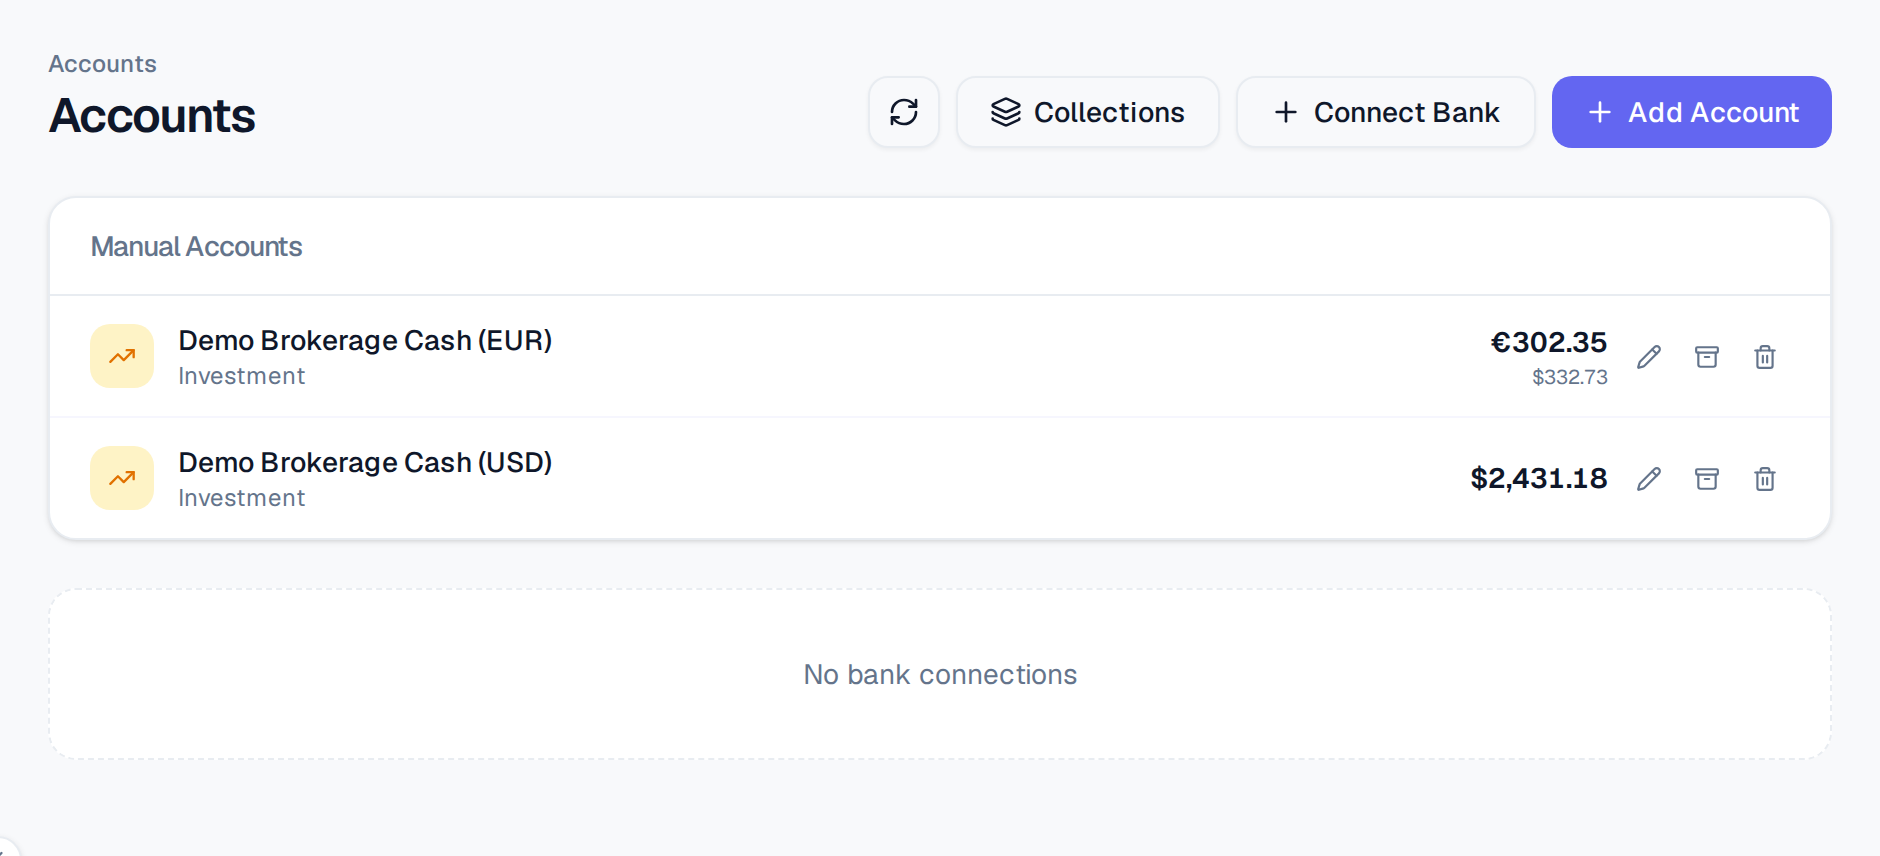 Accounts
Accounts
Collections
Connect Bank
Add Account
Manual Accounts
Demo Brokerage Cash (EUR)
Investment
€302.35
$332.73
Demo Brokerage Cash (USD)
Investment
$2,431.18
No bank connections